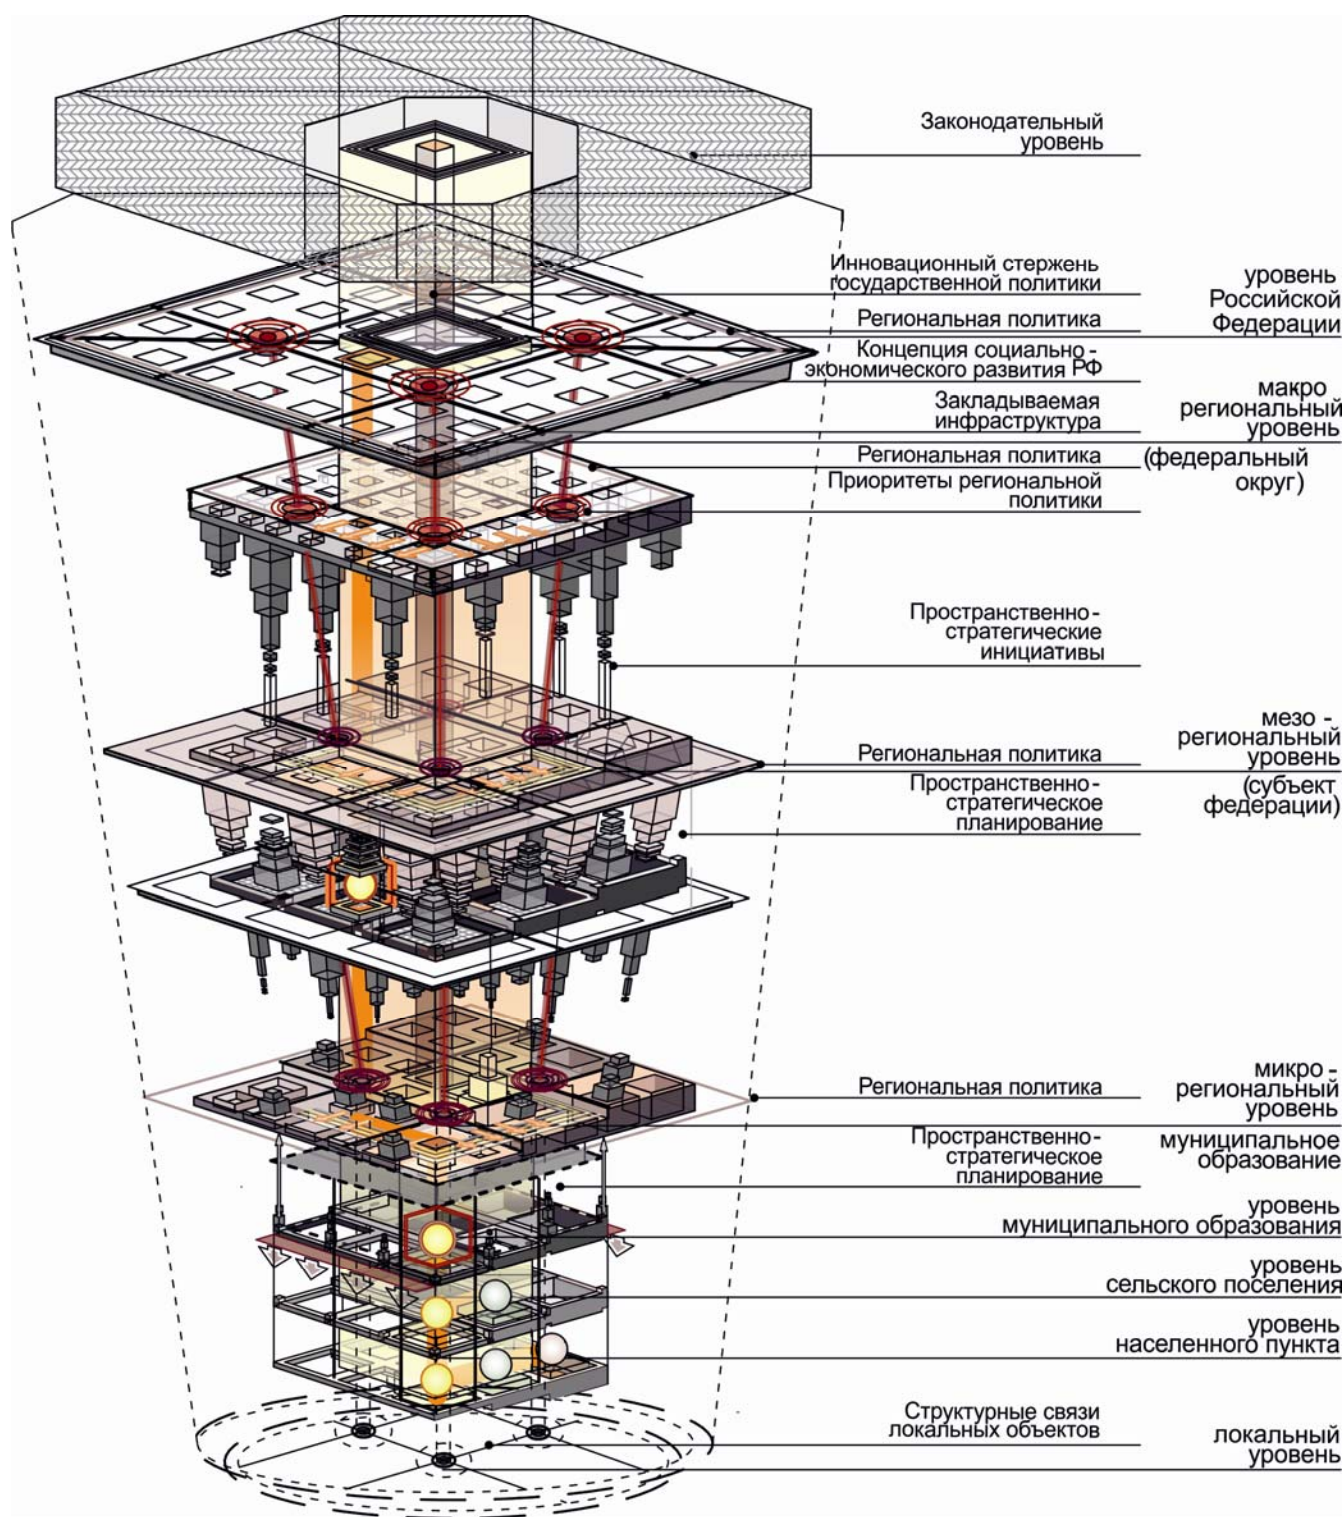 Законодательный
уровень
Инновационный стержень
государственной политики
уровень
Российской
Федерации
Региональная политика
Концепция социально -
экономического развития РФ
макро
региональный
уровень
Закладываемая
инфраструктура
Региональная политика
(федеральный
округ)
Приоритеты региональной
политики
Пространственно-
стратегические
инициативы
мезо -
региональный
уровень
Региональная политика
(субъект
федерации)
Пространственно-
стратегическое
планирование
микро -
региональный
уровень
Региональная политика
Пространственно-
стратегическое
планирование
муниципальное
образование
уровень
муниципального образования
уровень
сельского поселения
уровень
населенного пункта
Структурные связи
локальных объектов
локальный
уровень